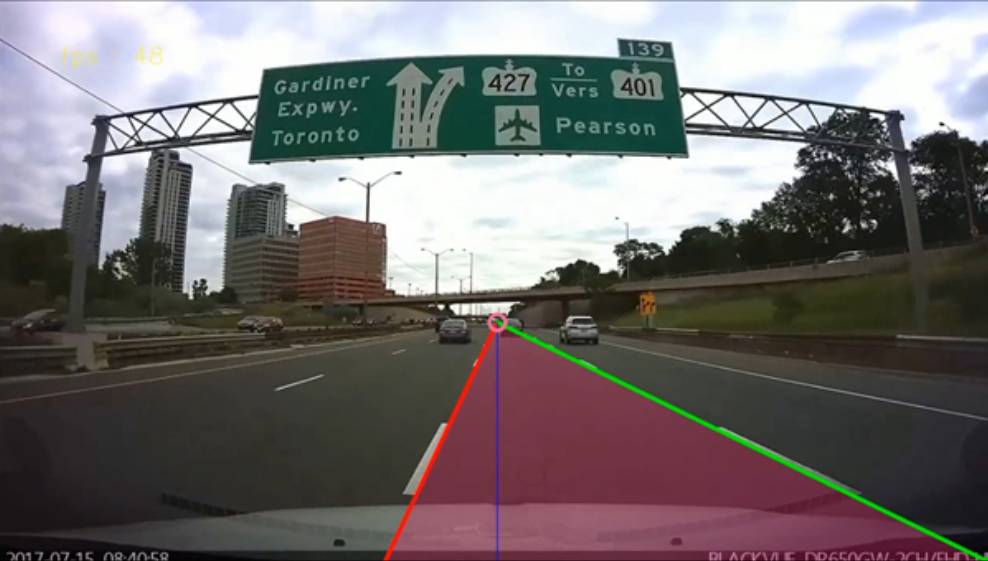 fps : 48
139
Gardiner
Expwy.
Toronto
427
To
Vers
401
Pearson
2017-07-15 08:40:58
BLACKVUE DR650GW-2CH/FHD